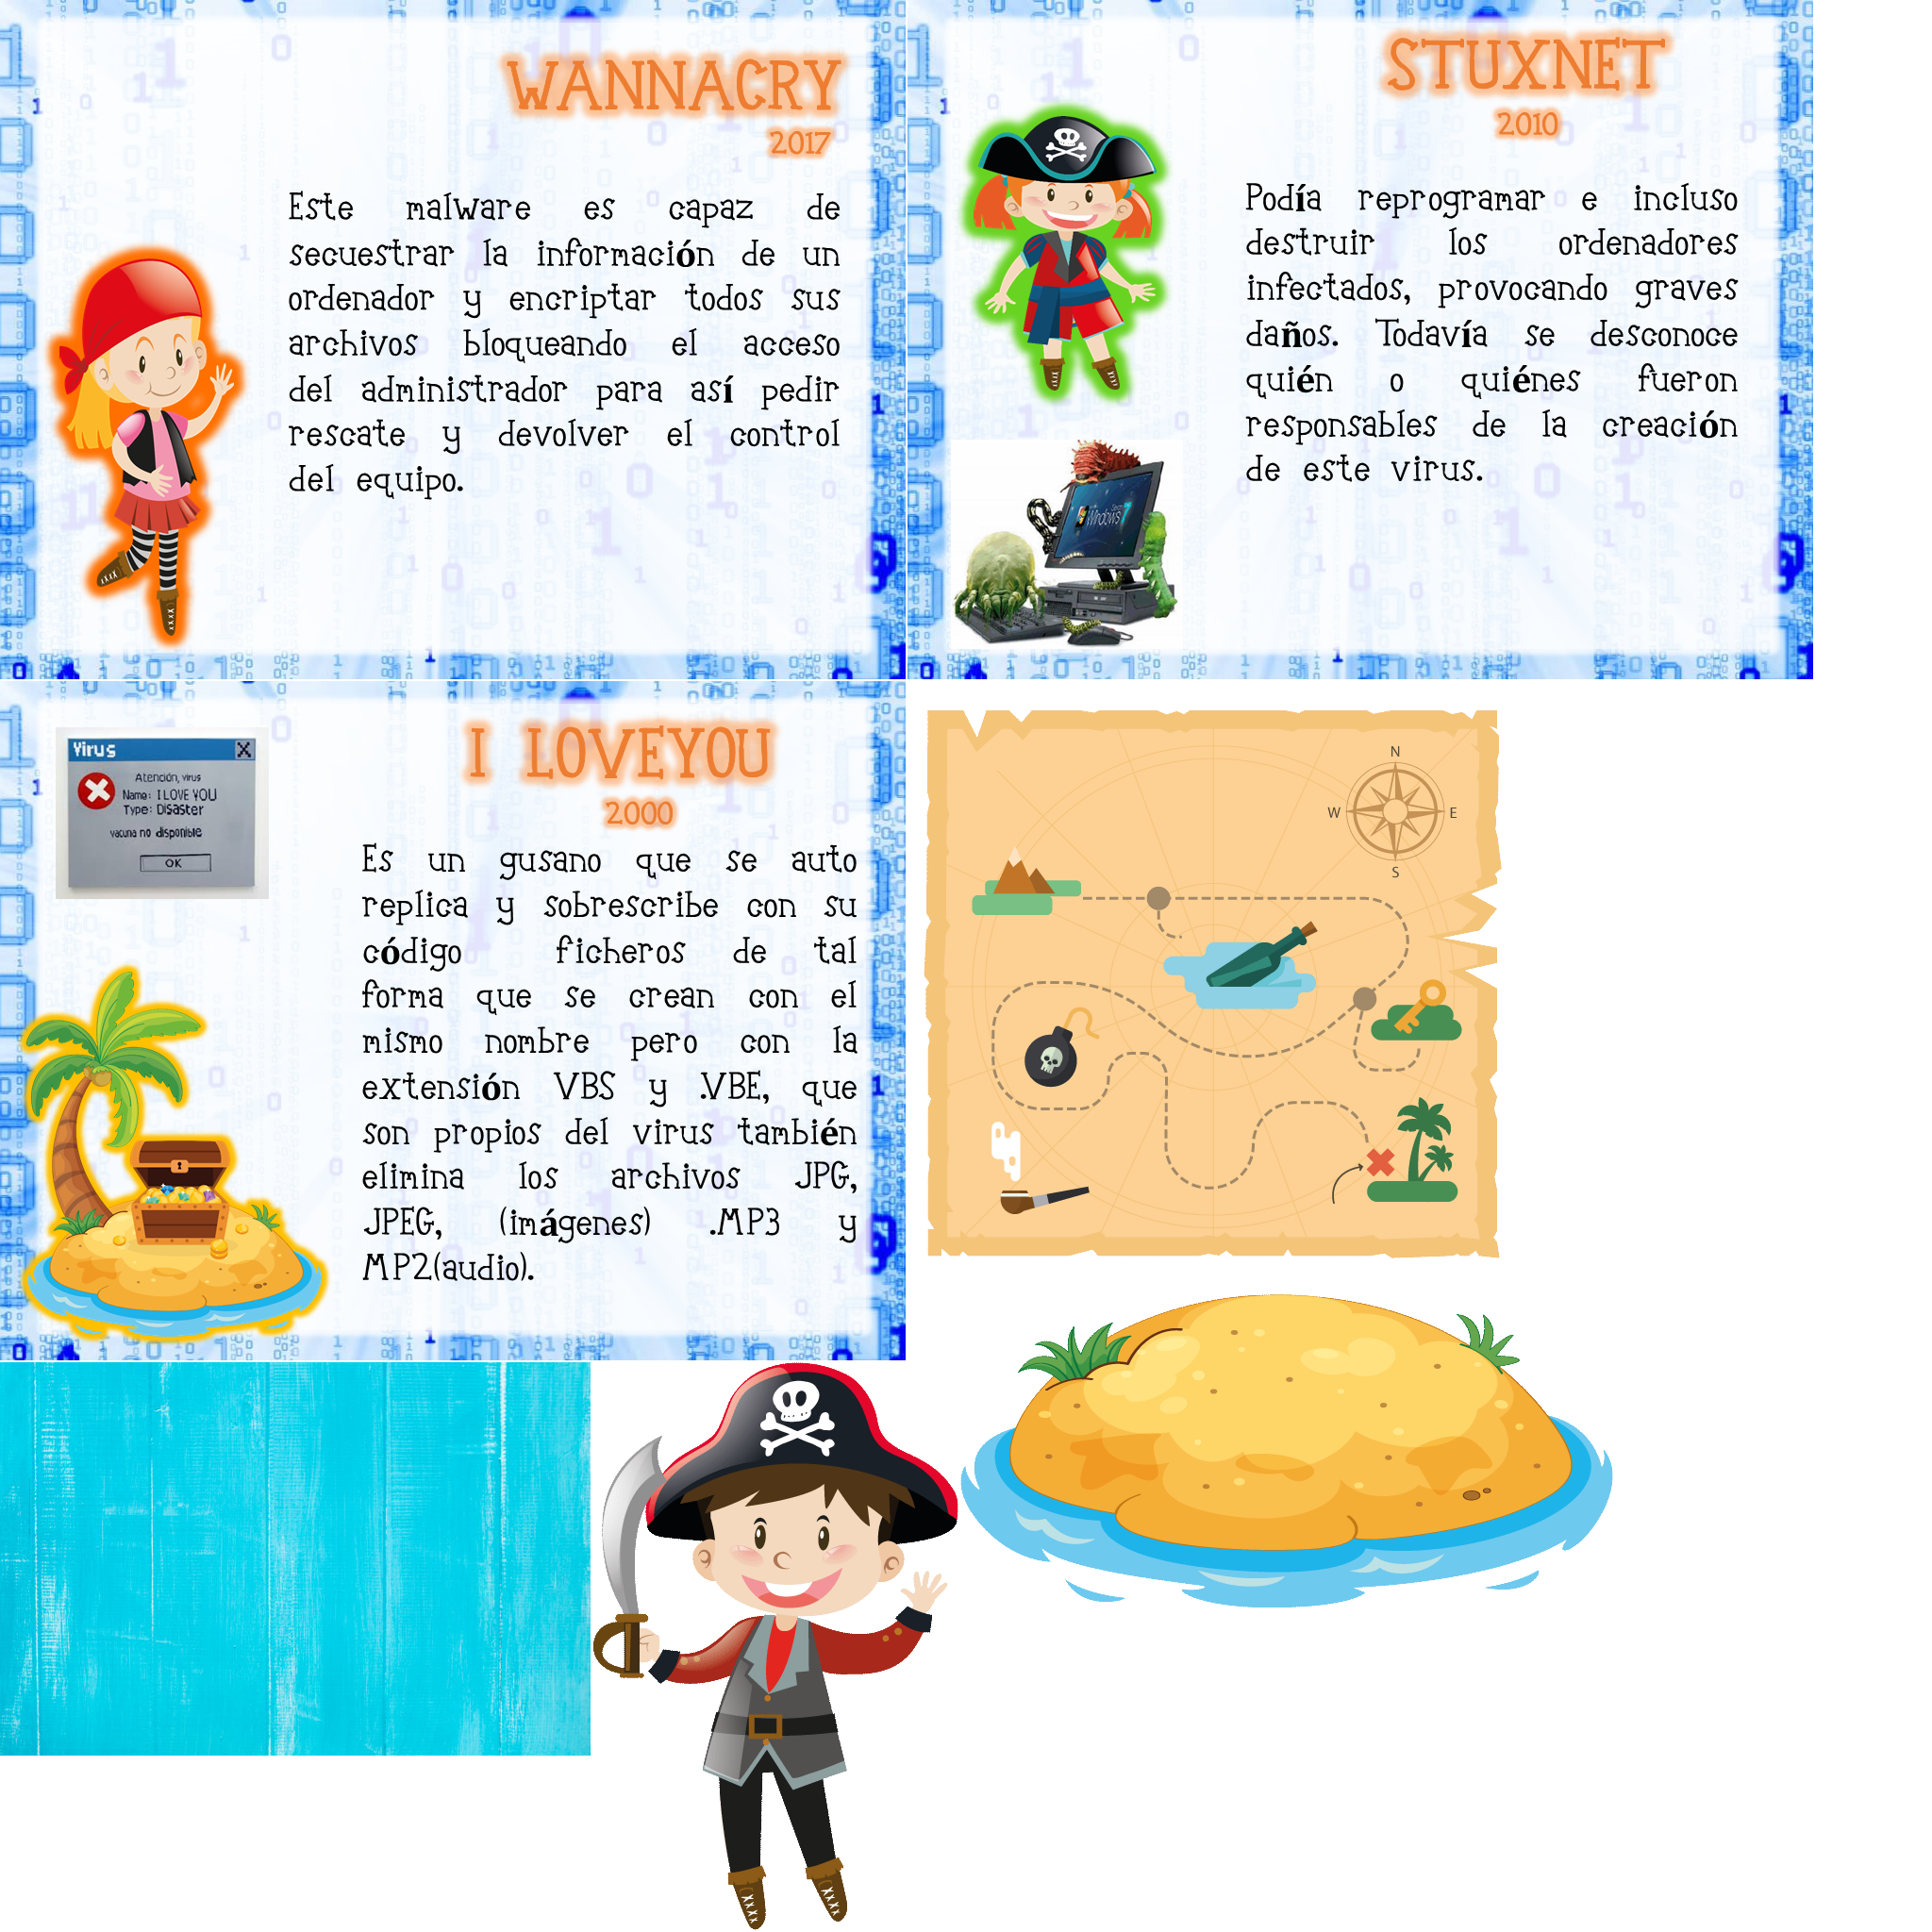 WANNACRY
2017
Este malware es capaz de
secuestrar la información de un
ordenador y encriptar todos sus
archivos bloqueando el acceso
del administrador para así pedir
rescate y devolver el control
del equipo.
STUXNET
2010
Podía reprogramar e incluso
destruir los ordenadores
infectados, provocando graves
daños. Todavía se desconoce
quién o quiénes fueron
responsables de la creación
de este virus.
Windows 7
Virus
Atención, virus
Name: I LOVE YOU
Type: Disaster
vacuna no disponible
OK
I LOVEYOU
2000
Es un gusano que se auto
replica y sobrescribe con su
código ficheros de tal
forma que se crean con el
mismo nombre pero con la
extensión VBS y .VBE, que
son propios del virus también
elimina los archivos JPG,
JPEG, (imágenes) .MP3 y
MP2(audio).
N
W E
S